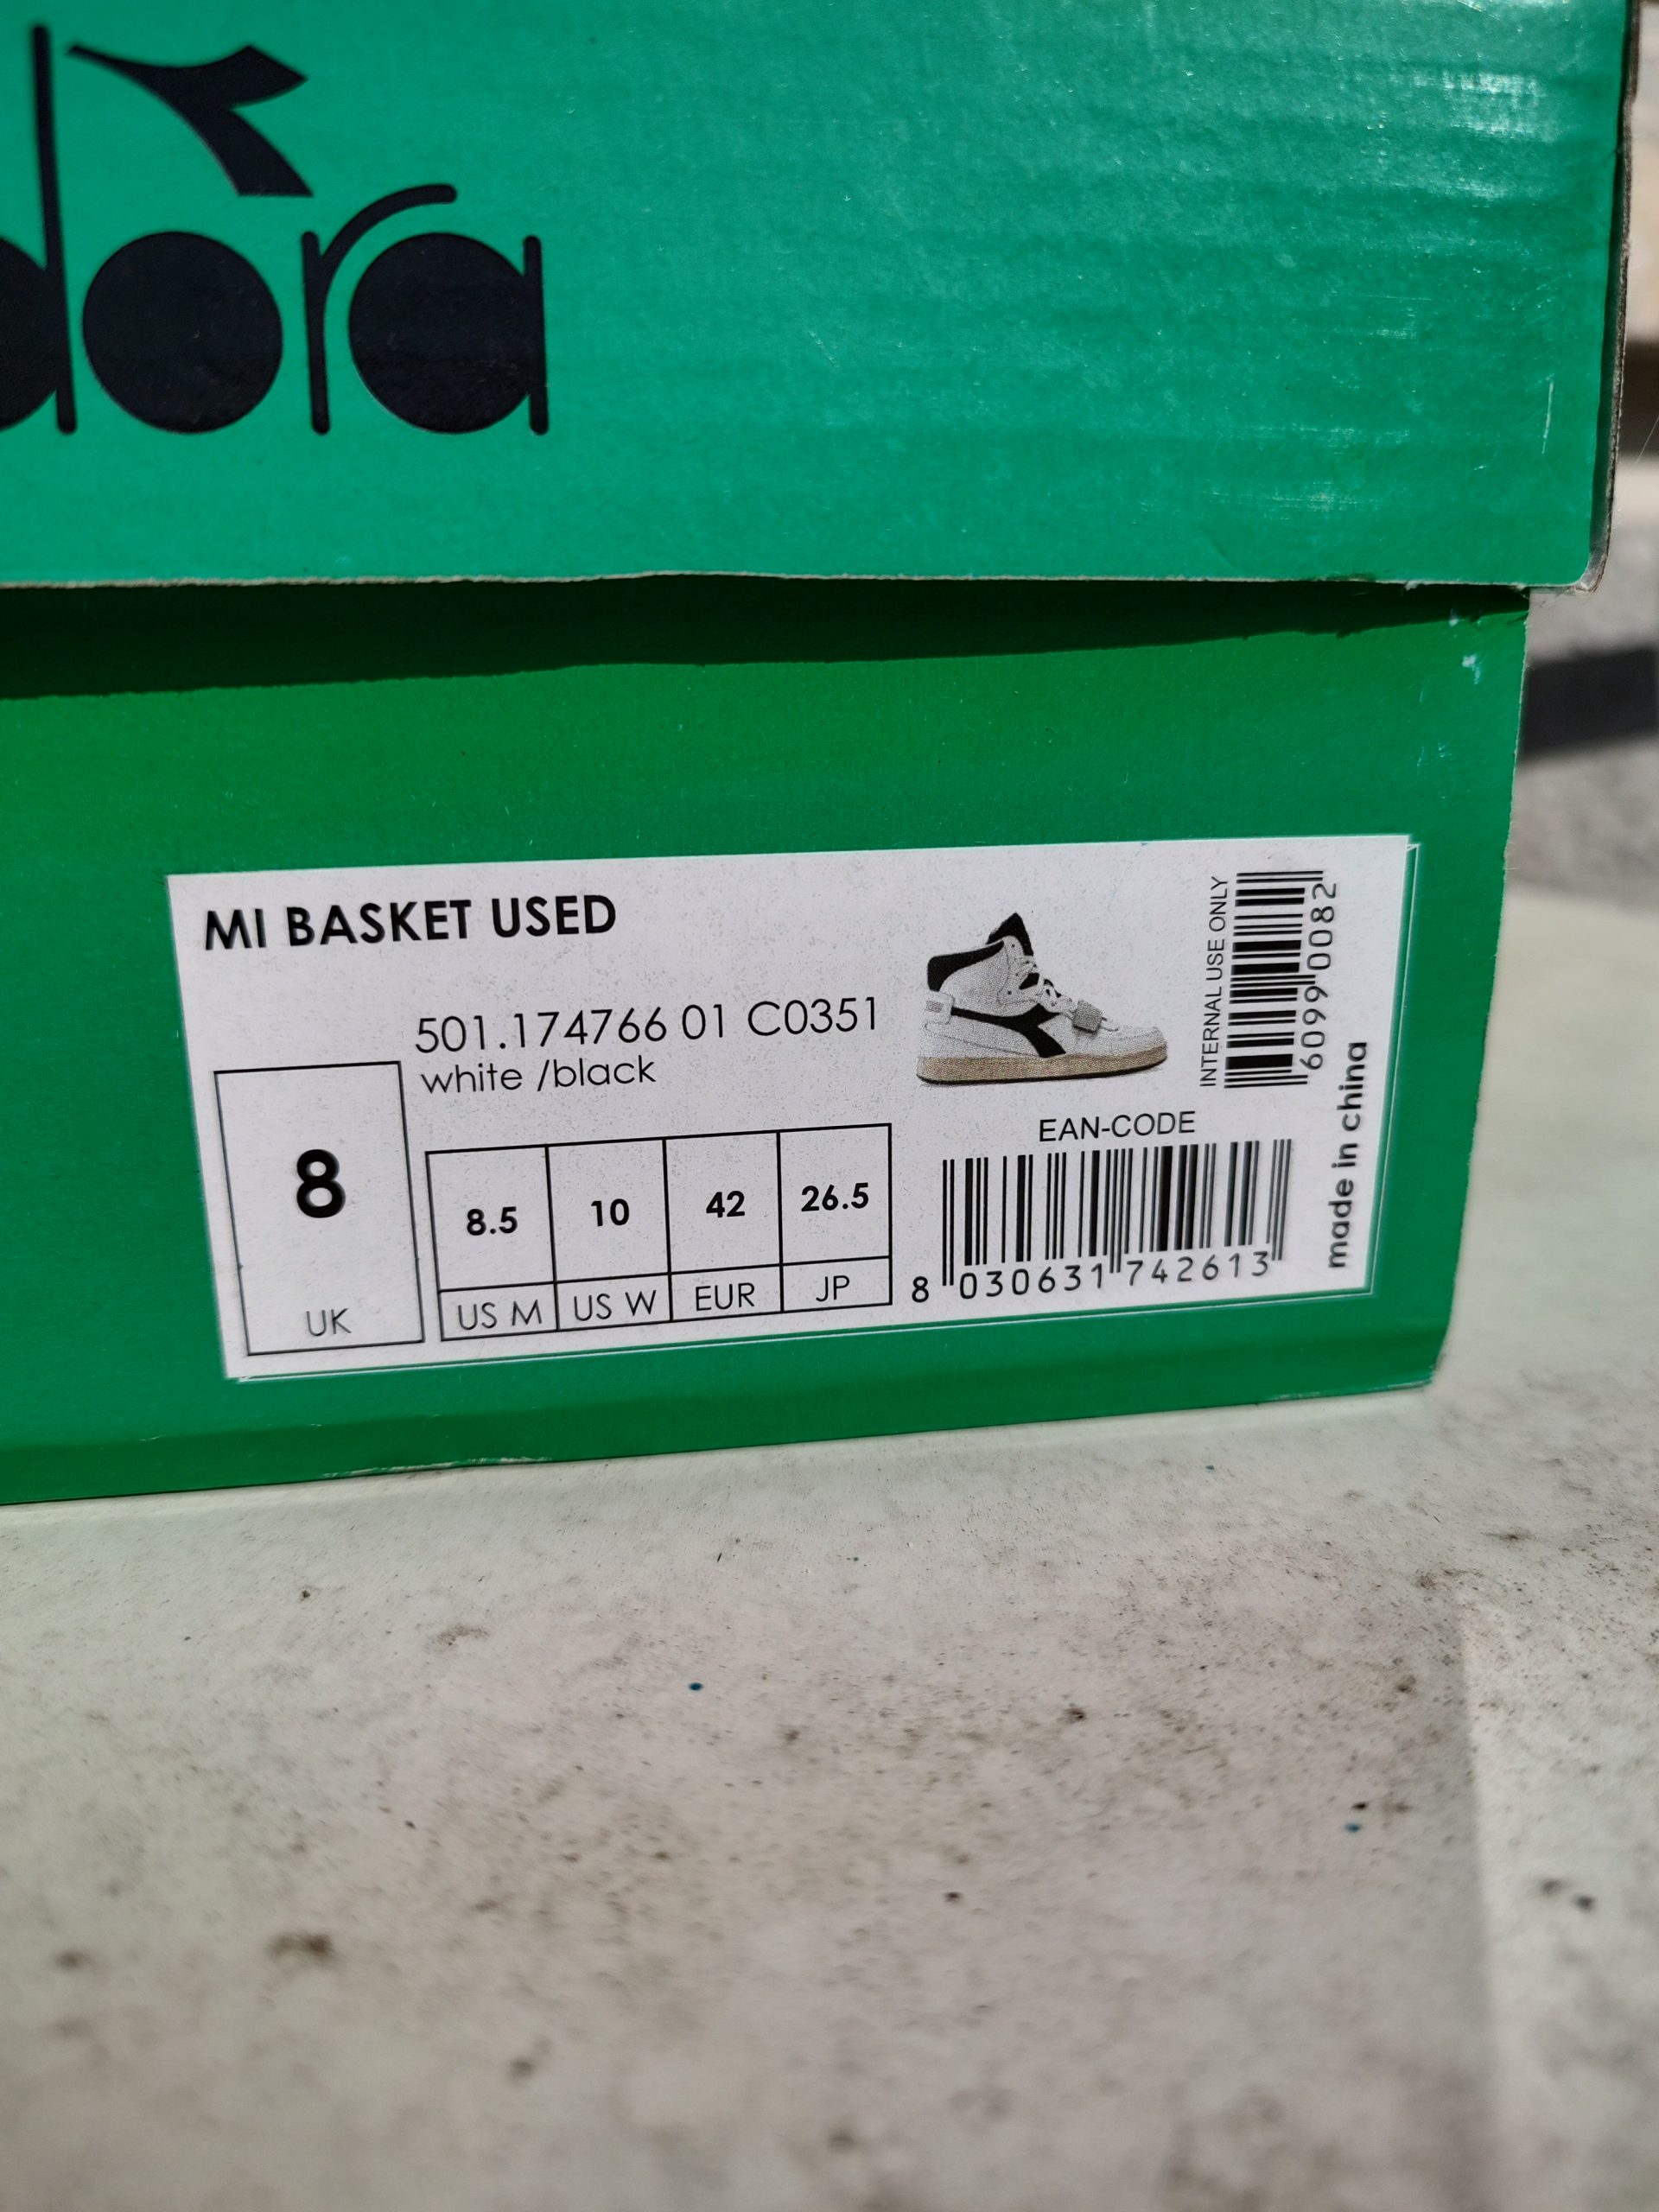 dora
MI BASKET USED
501.174766 01 C0351
white /black
8
UK
8.5 10 42 26.5
US M US W EUR JP
INTERNAL USE ONLY
6099 0082
EAN-CODE
8 030631 742613
made in china